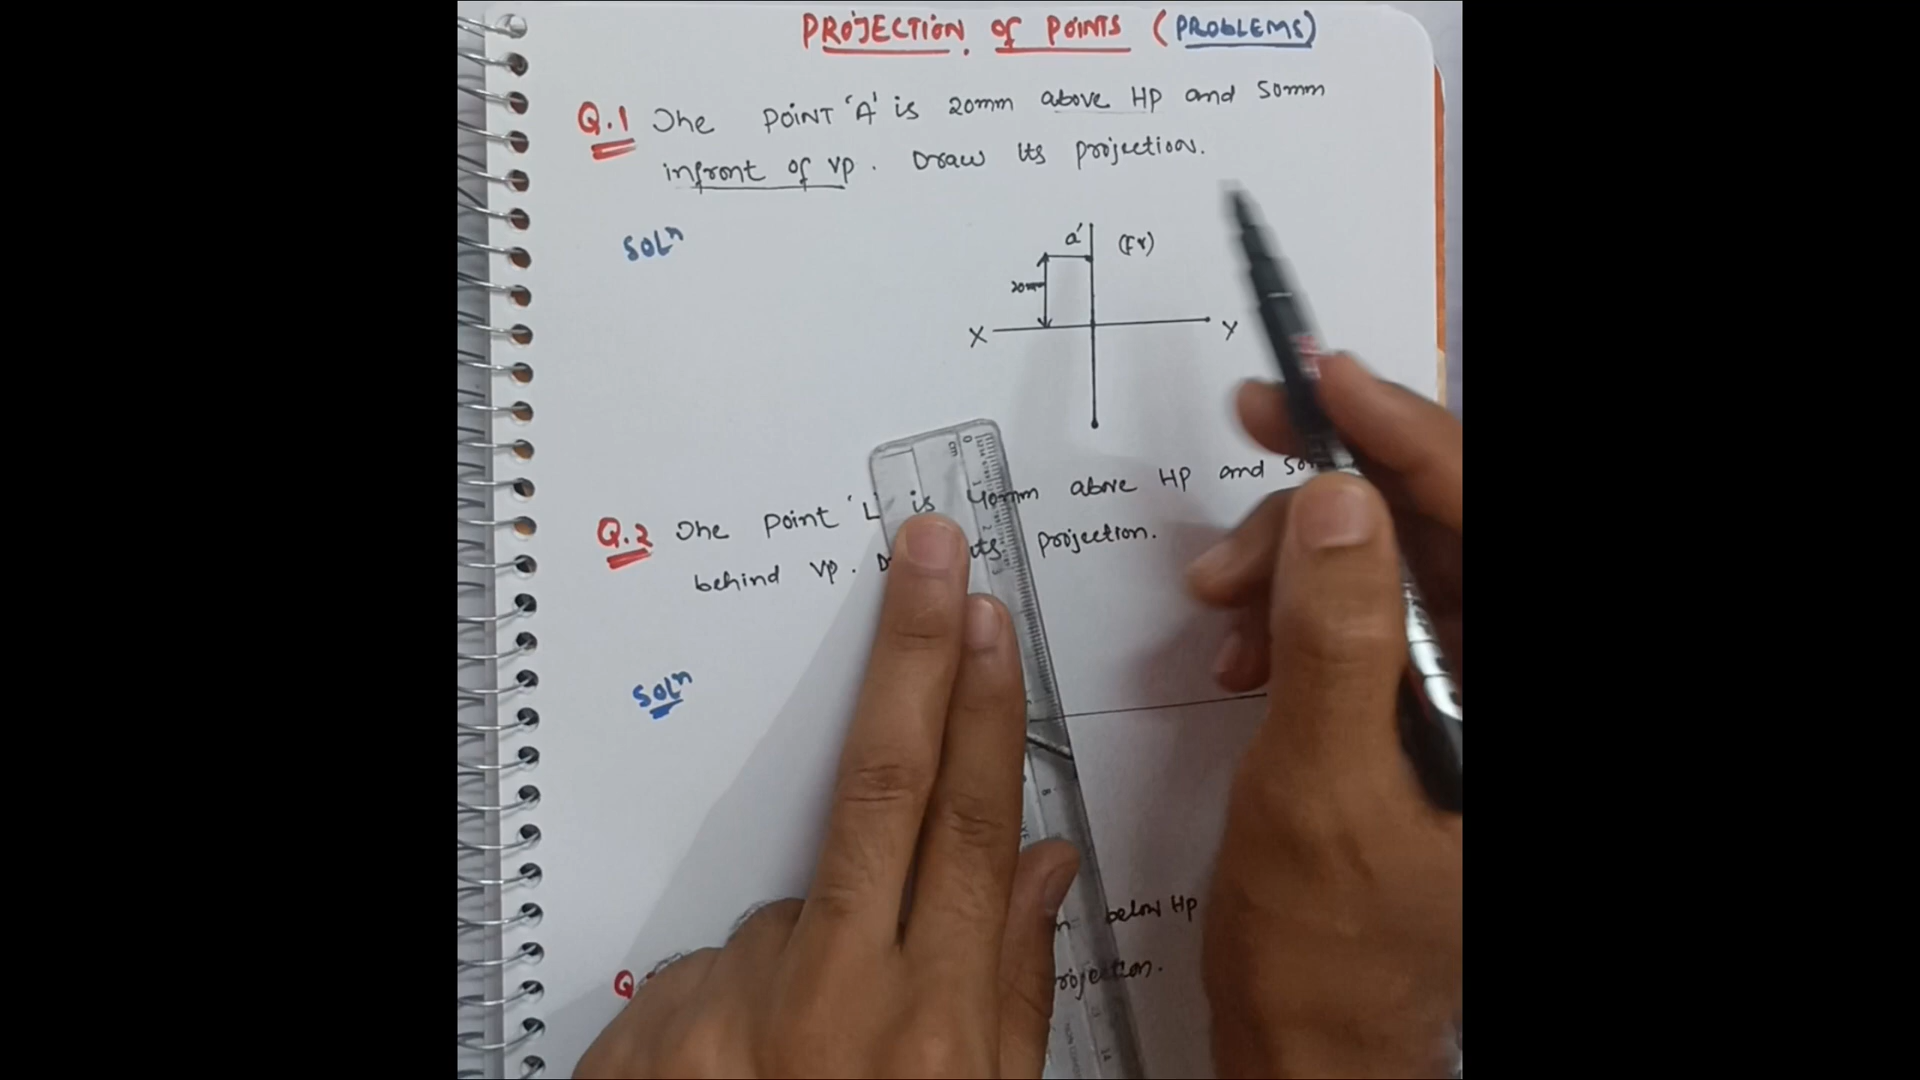 PROJECTION OF POINTS (PROBLEMS)
Q.1 The POINT 'A' is 20mm above HP and 50mm
infront of VP. Draw its projection.
SOLn
a' (FV)
20mm
X Y
Q.2 The point 'L' is 40mm above HP and
behind VP. its projection.
SOLn
below HP
projection.